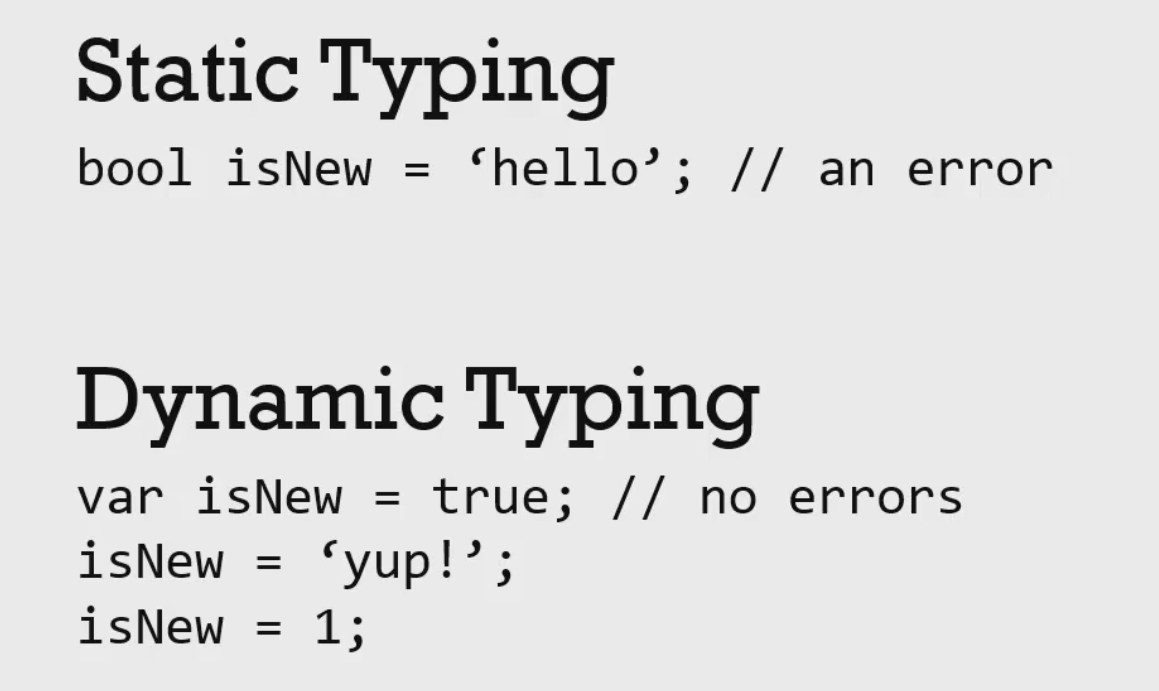 Static Typing
bool isNew = ‘hello’; // an error
Dynamic Typing
var isNew = true; // no errors
isNew = ‘yup!’;
isNew = 1;